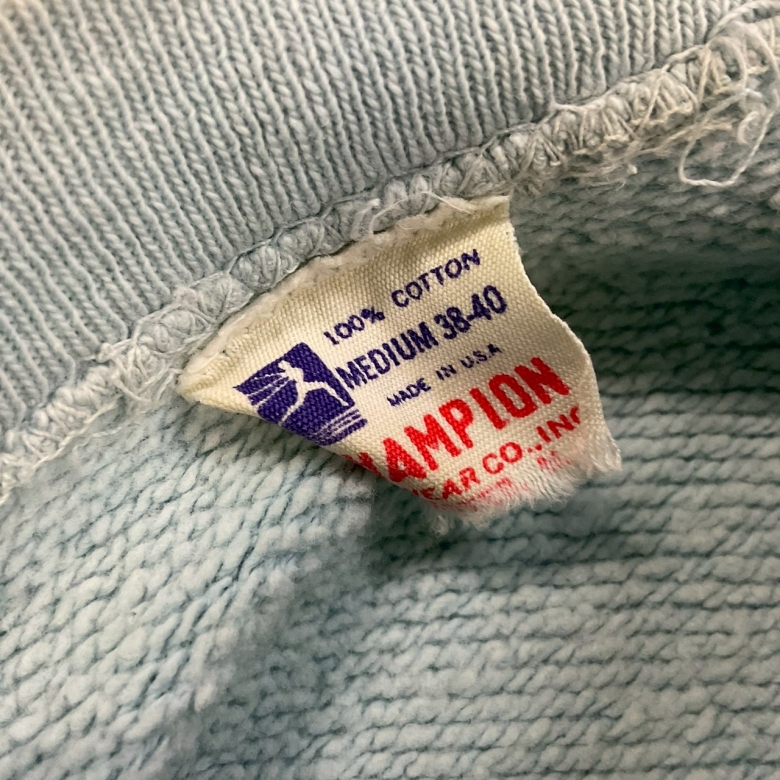 100% COTTON
MEDIUM 38-40
MADE IN U.S.A
HAMPION
EAR CO., INC